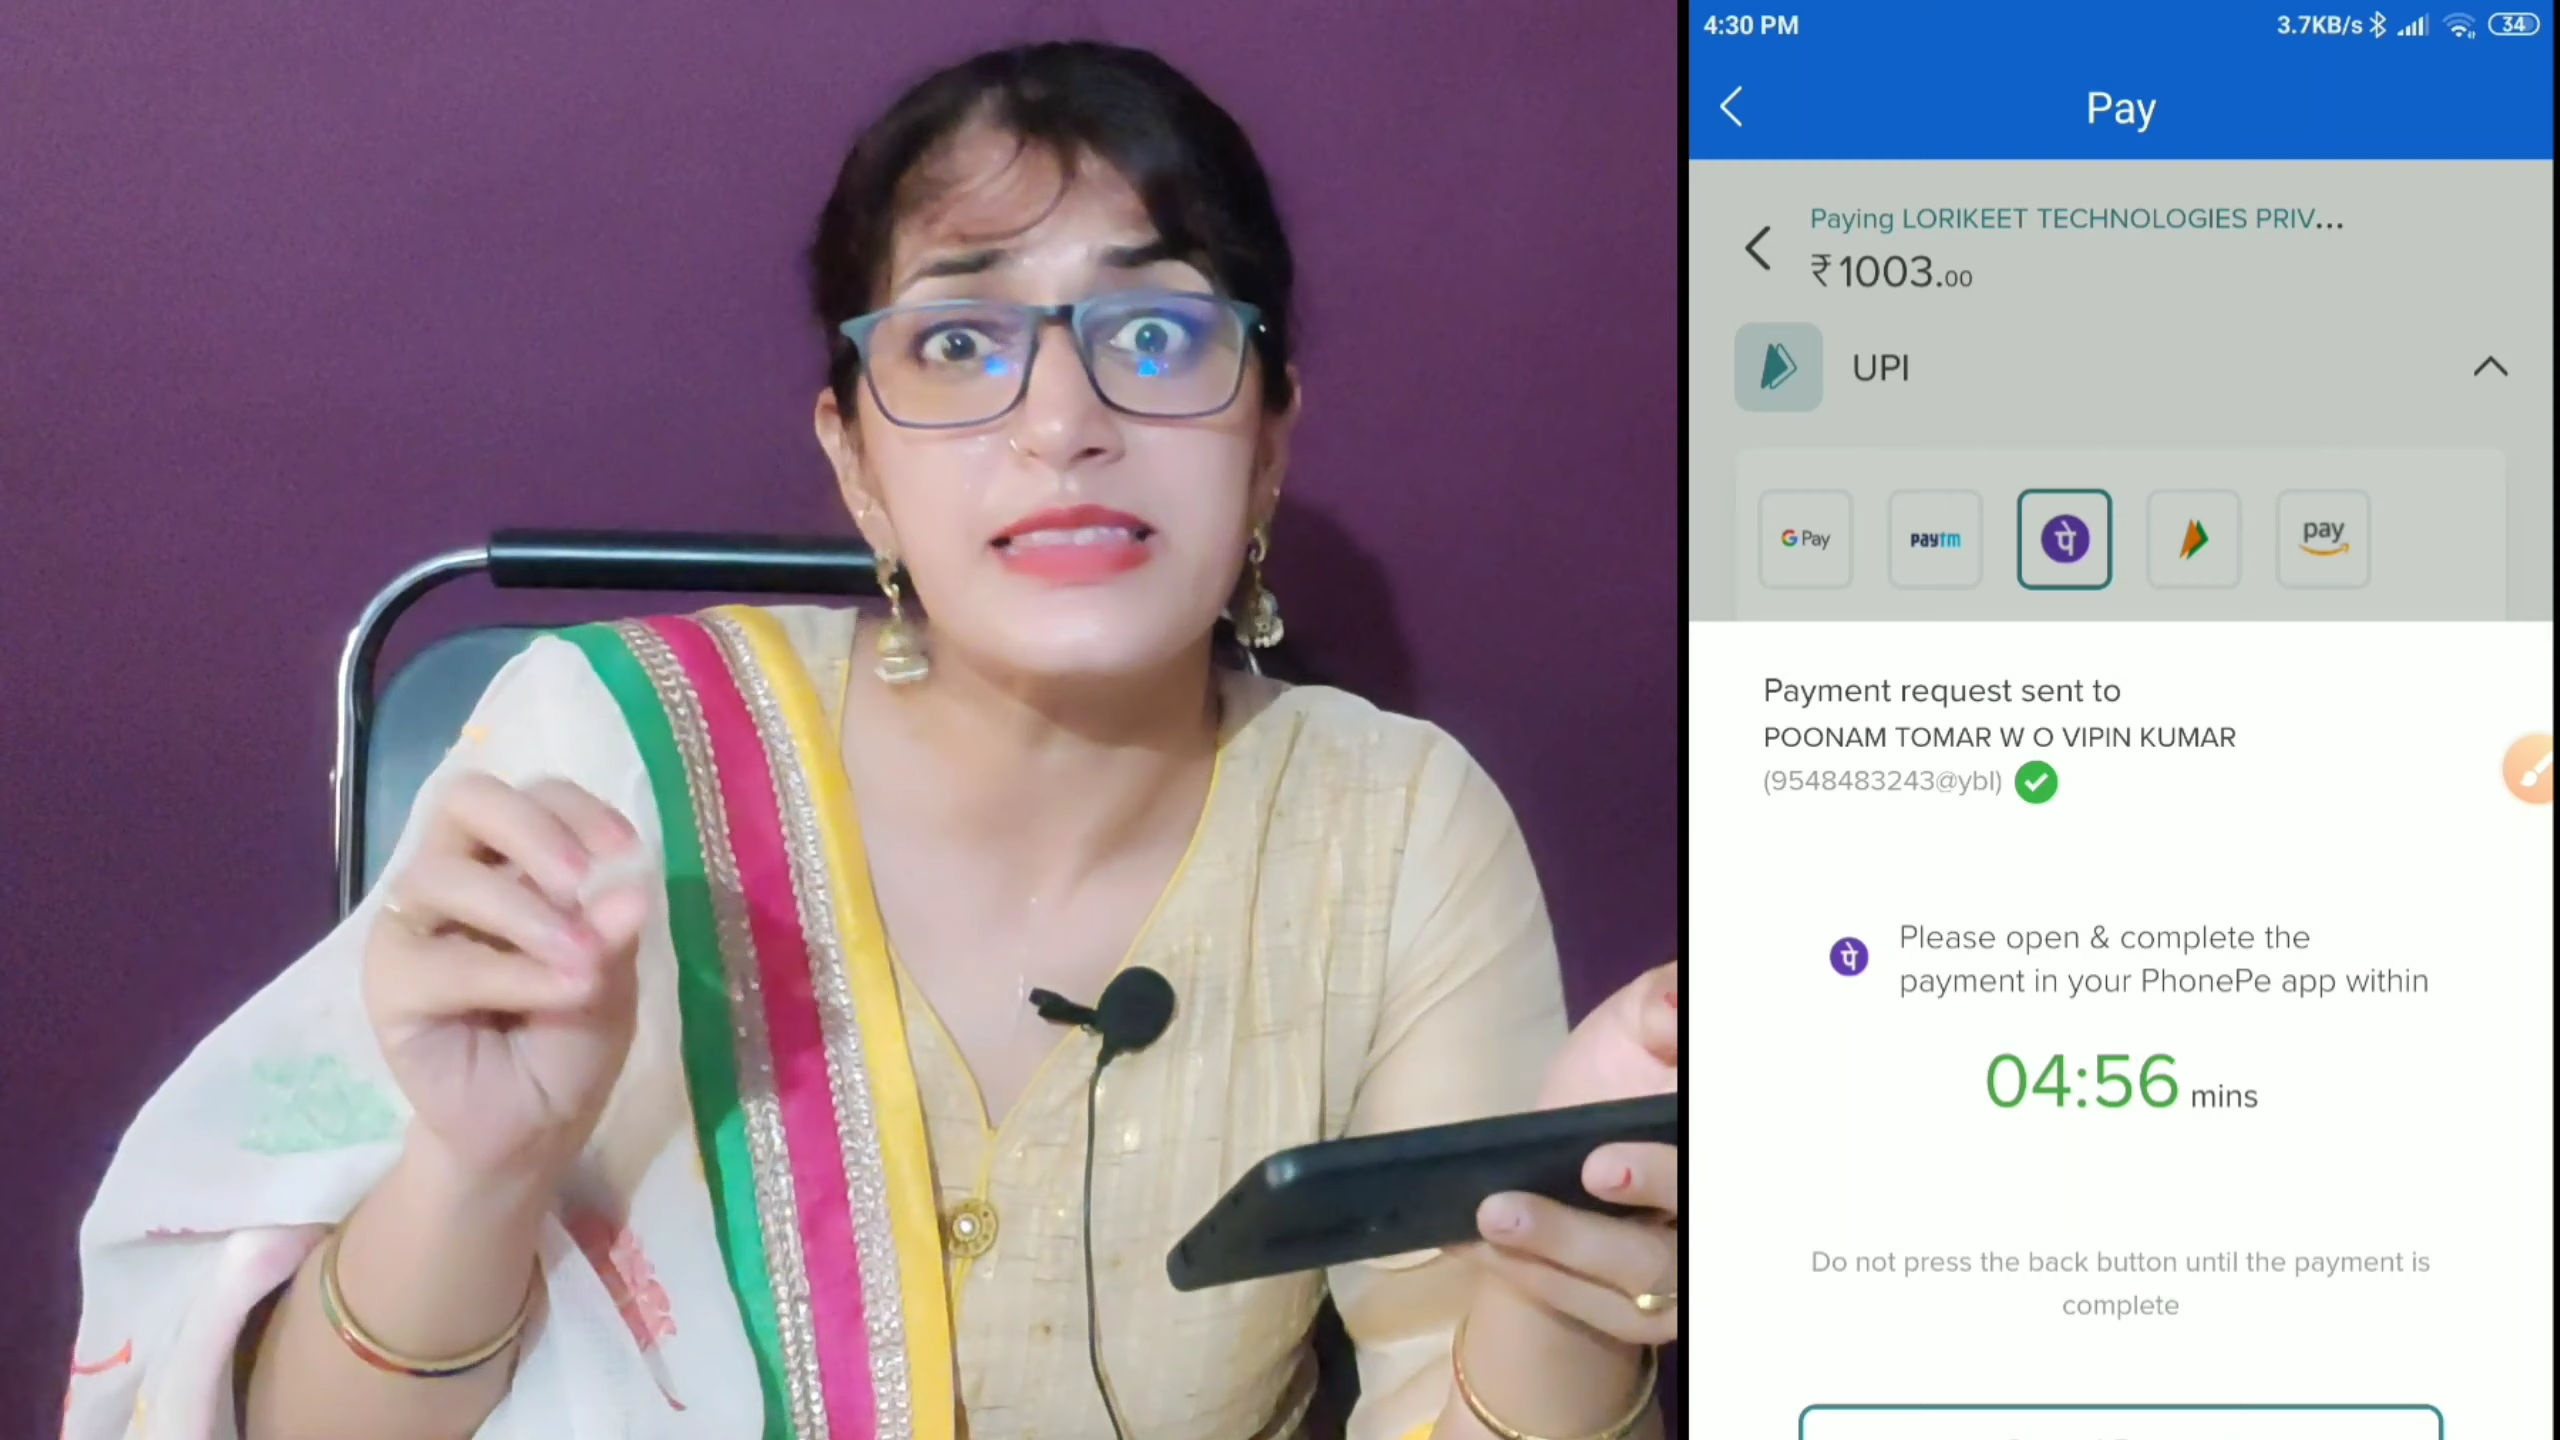 4:30 PM
3.7KB/s
34
Pay
Paying LORIKEET TECHNOLOGIES PRIV...
₹1003.00
UPI
G Pay
paytm
पे
pay
Payment request sent to
POONAM TOMAR W O VIPIN KUMAR
(9548483243@ybl)
पे
Please open & complete the
payment in your PhonePe app within
04:56 mins
Do not press the back button until the payment is
complete